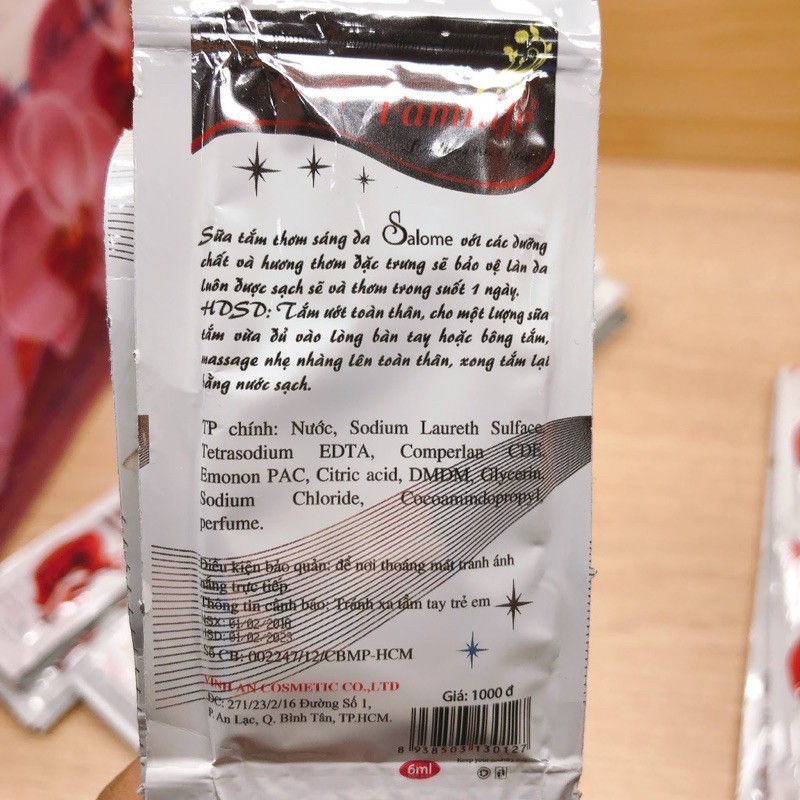 Sữa tắm thơm sáng da Salome với các dưỡng
chất và hương thơm đặc trưng sẽ bảo vệ làn da
luôn được sạch sẽ và thơm trong suốt 1 ngày.
HDSD: Tắm ướt toàn thân, cho một lượng sữa
tắm vừa đủ vào lòng bàn tay hoặc bông tắm,
massage nhẹ nhàng lên toàn thân, xong tắm lại
bằng nước sạch.
TP chính: Nước, Sodium Laureth Sulface,
Tetrasodium EDTA, Comperlan CDE,
Emonon PAC, Citric acid, DMDM, Glycerin,
Sodium Chloride, Cocoamindopropyl,
perfume.
Điều kiện bảo quản: để nơi thoáng mát tránh ánh
nắng trực tiếp
Thông tin cảnh báo: Tránh xa tầm tay trẻ em
NSX: 01/02/2018
HSD: 01/02/2023
Số CB: 002247/12/CBMP-HCM
VINH AN COSMETIC CO.,LTD
ĐC: 271/23/2/16 Đường Số 1,
P. An Lạc, Q. Bình Tân, TP.HCM.
Giá: 1000 đ
8 938503 130127
6ml